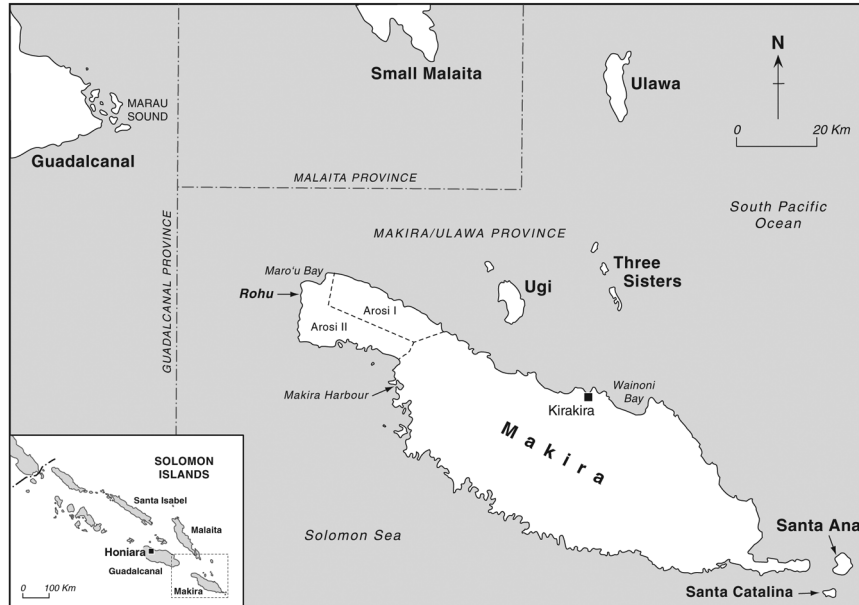 Small Malaita
Ulawa
N
0 20 Km
MARAU
SOUND
Guadalcanal
MALAITA PROVINCE
South Pacific
Ocean
GUADALCANAL PROVINCE
MAKIRA/ULAWA PROVINCE
Maro'u Bay
Rohu
Arosi I
Arosi II
Ugi
Three
Sisters
Makira Harbour
Kirakira
Wainoni
Bay
Makira
Solomon Sea
Santa Ana
Santa Catalina
SOLOMON
ISLANDS
Santa Isabel
Malaita
Honiara
Guadalcanal
Makira
0 100 Km